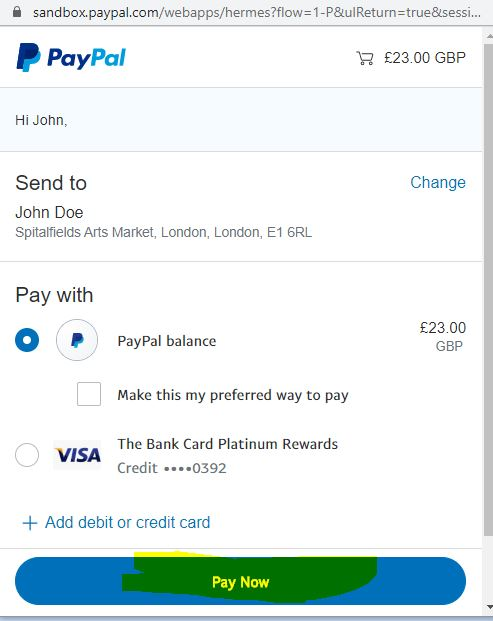 sandbox.paypal.com/webapps/hermes?flow=1-P&ulReturn=true&sessi...
PayPal £23.00 GBP
Hi John,
Send to Change
John Doe
Spitalfields Arts Market, London, London, E1 6RL
Pay with
PayPal balance £23.00
GBP
Make this my preferred way to pay
VISA The Bank Card Platinum Rewards
Credit ••••0392
+ Add debit or credit card
Pay Now